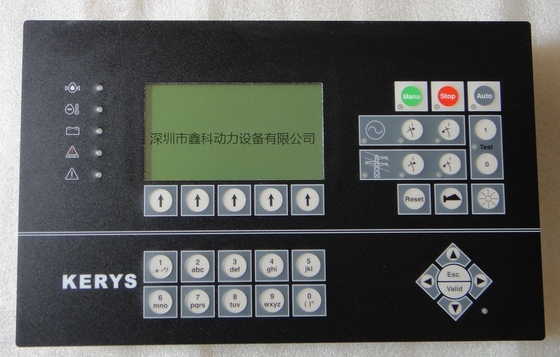 Manu Stop Auto
深圳市鑫科动力设备有限公司
1
Test
0
Reset
KERYS
1 2 3 4 5
.+-*/ abc def ghi jkl
6 7 8 9 0
mno pqrs tuv wxyz ( )°
Esc.
Valid